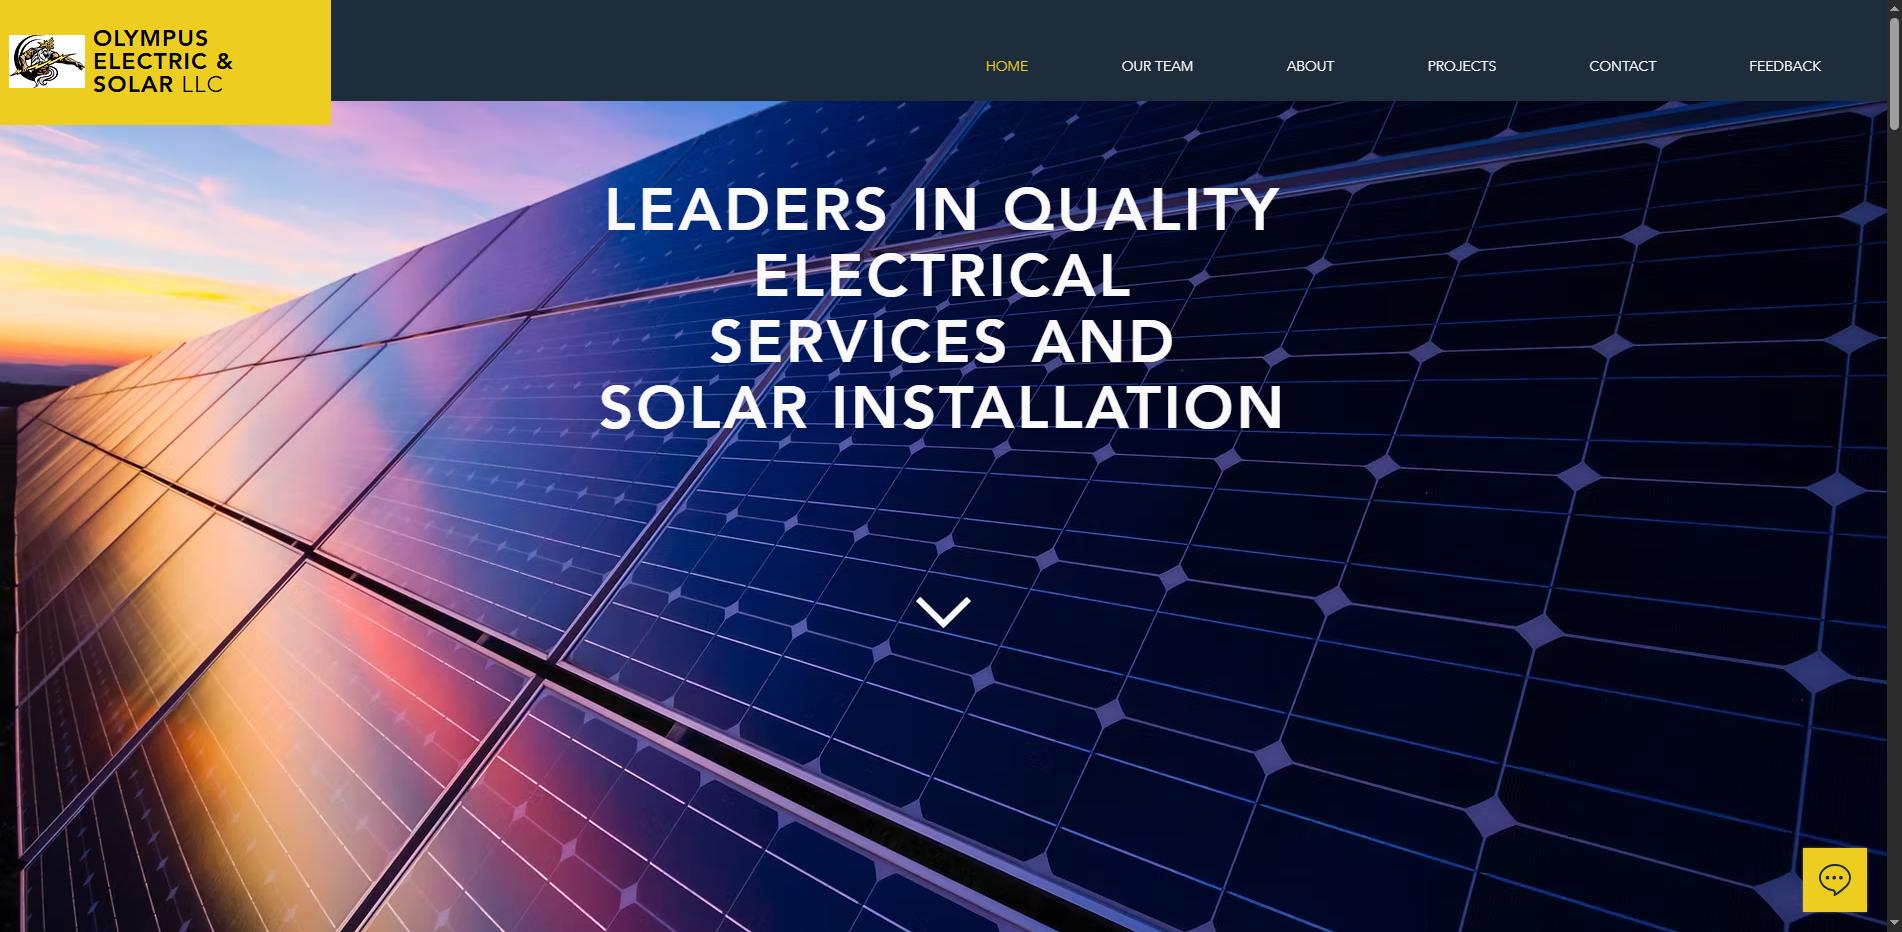 OLYMPUS
ELECTRIC &
SOLAR LLC
HOME
OUR TEAM
ABOUT
PROJECTS
CONTACT
FEEDBACK
LEADERS IN QUALITY
ELECTRICAL
SERVICES AND
SOLAR INSTALLATION